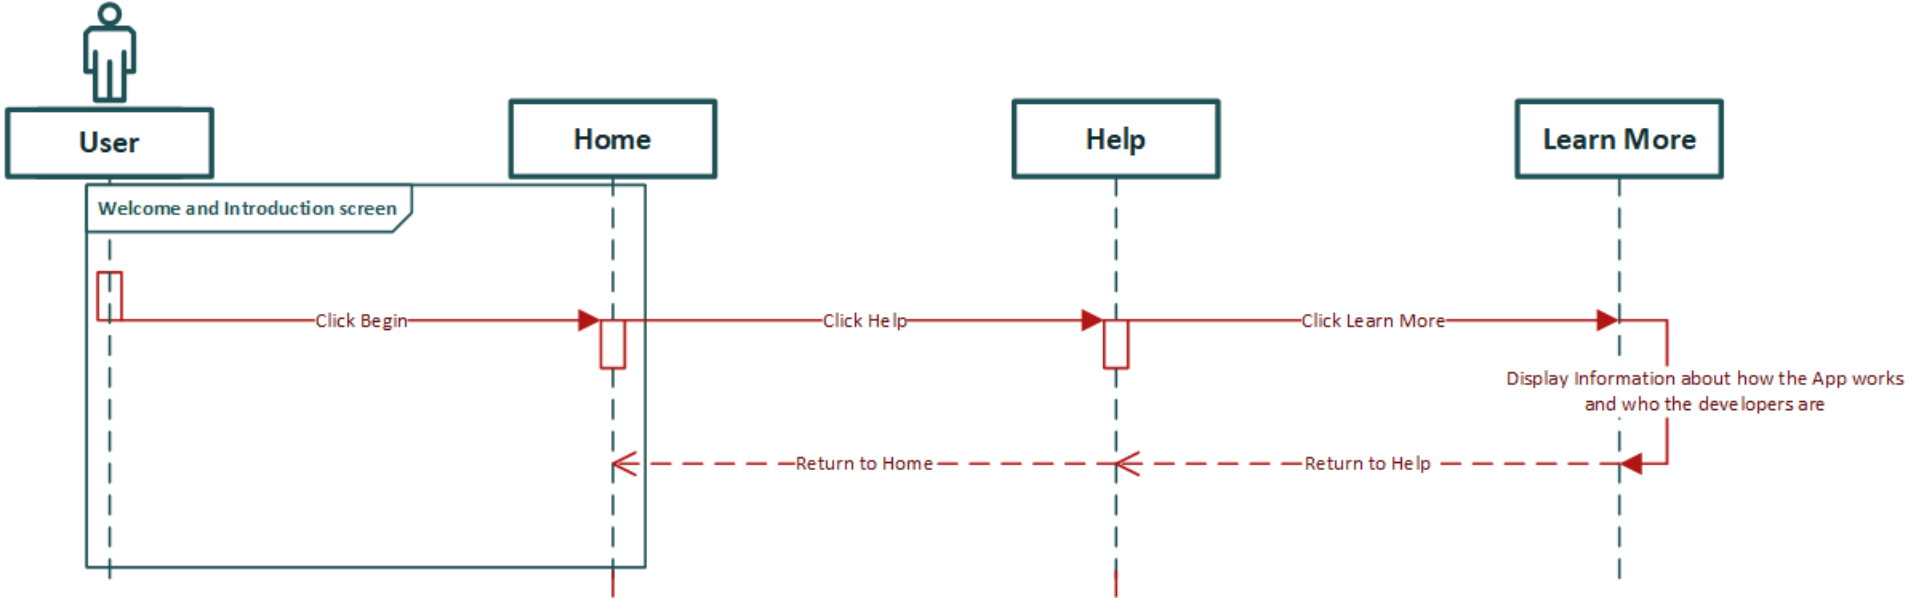 User
Home
Help
Learn More
Welcome and Introduction screen
Click Begin
Click Help
Click Learn More
Display Information about how the App works
and who the developers are
Return to Home
Return to Help